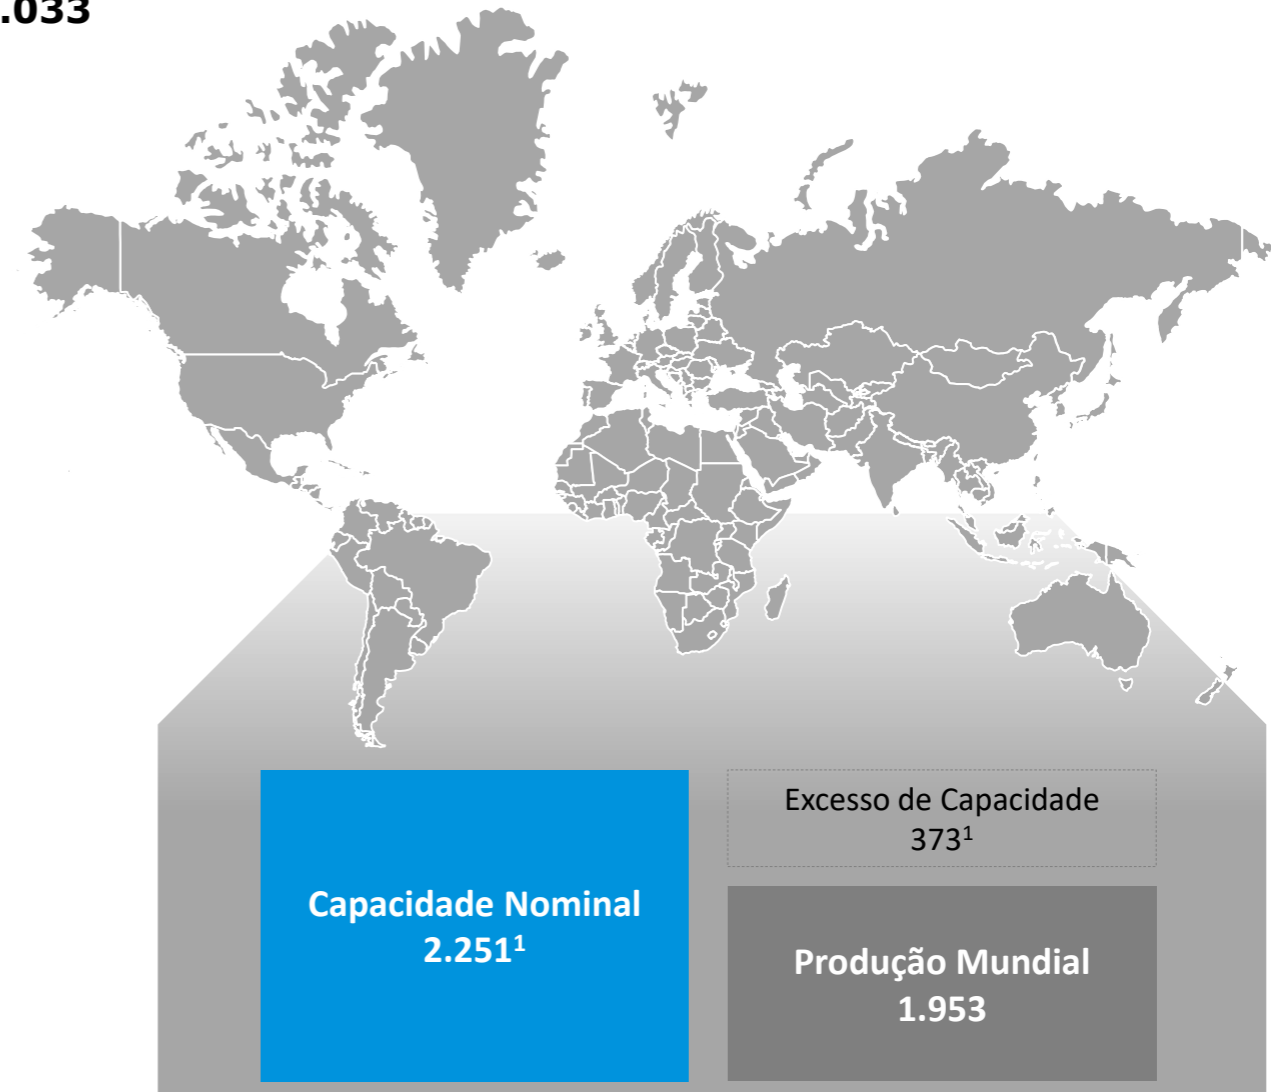 .033
Excesso de Capacidade
373¹
Capacidade Nominal
2.251¹
Produção Mundial
1.953